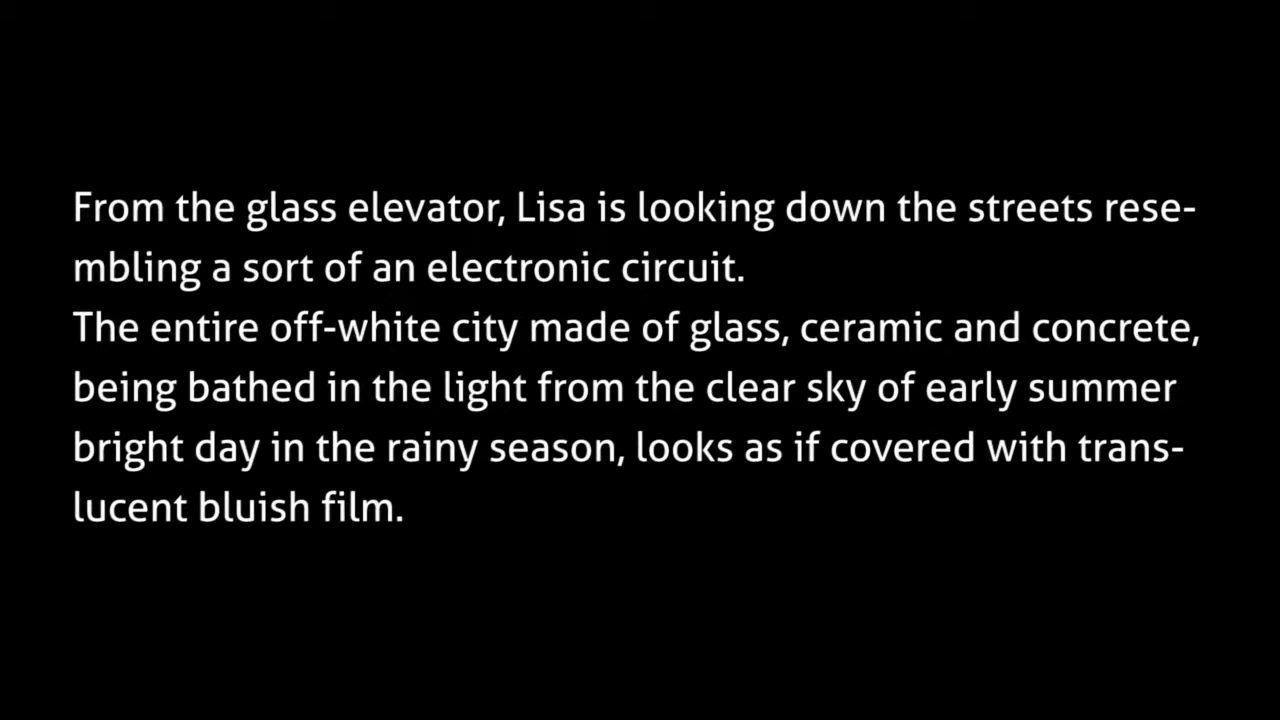 From the glass elevator, Lisa is looking down the streets rese-
mbling a sort of an electronic circuit.
The entire off-white city made of glass, ceramic and concrete,
being bathed in the light from the clear sky of early summer
bright day in the rainy season, looks as if covered with trans-
lucent bluish film.